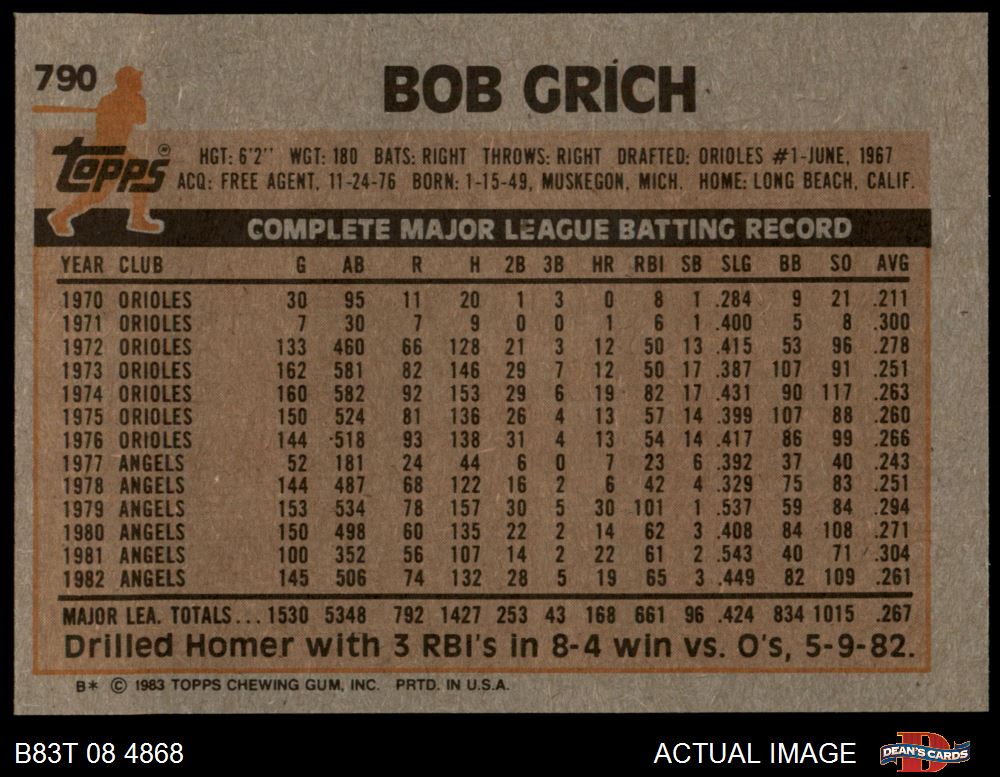 790
BOB GRICH
Topps
HGT: 6'2'' WGT: 180 BATS: RIGHT THROWS: RIGHT DRAFTED: ORIOLES #1-JUNE, 1967
ACQ: FREE AGENT, 11-24-76 BORN: 1-15-49, MUSKEGON, MICH. HOME: LONG BEACH, CALIF.
COMPLETE MAJOR LEAGUE BATTING RECORD
YEAR CLUB G AB R H 2B 3B HR RBI SB SLG BB SO AVG
1970 ORIOLES 30 95 11 20 1 3 0 8 1 .284 9 21 .211
1971 ORIOLES 7 30 7 9 0 0 1 6 1 .400 5 8 .300
1972 ORIOLES 133 460 66 128 21 3 12 50 13 .415 53 96 .278
1973 ORIOLES 162 581 82 146 29 7 12 50 17 .387 107 91 .251
1974 ORIOLES 160 582 92 153 29 6 19 82 17 .431 90 117 .263
1975 ORIOLES 150 524 81 136 26 4 13 57 14 .399 107 88 .260
1976 ORIOLES 144 518 93 138 31 4 13 54 14 .417 86 99 .266
1977 ANGELS 52 181 24 44 6 0 7 23 6 .392 37 40 .243
1978 ANGELS 144 487 68 122 16 2 6 42 4 .329 75 83 .251
1979 ANGELS 153 534 78 157 30 5 30 101 1 .537 59 84 .294
1980 ANGELS 150 498 60 135 22 2 14 62 3 .408 84 108 .271
1981 ANGELS 100 352 56 107 14 2 22 61 2 .543 40 71 .304
1982 ANGELS 145 506 74 132 28 5 19 65 3 .449 82 109 .261
MAJOR LEA. TOTALS... 1530 5348 792 1427 253 43 168 661 96 .424 834 1015 .267
Drilled Homer with 3 RBI's in 8-4 win vs. O's, 5-9-82.
B* © 1983 TOPPS CHEWING GUM, INC. PRTD. IN U.S.A.
B83T 08 4868 ACTUAL IMAGE DEAN'S CARDS